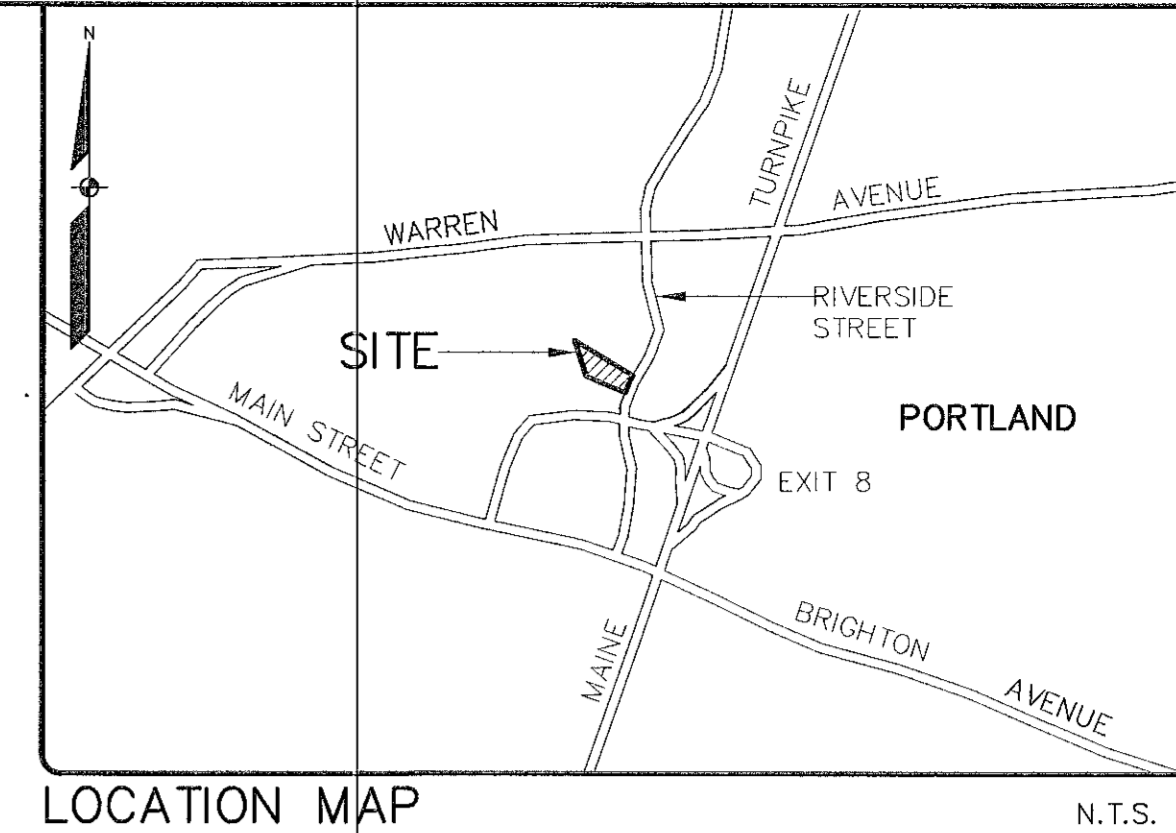 N
TURNPIKE
WARREN
AVENUE
RIVERSIDE
STREET
SITE
MAIN STREET
PORTLAND
EXIT 8
MAINE
BRIGHTON
AVENUE
LOCATION MAP
N.T.S.